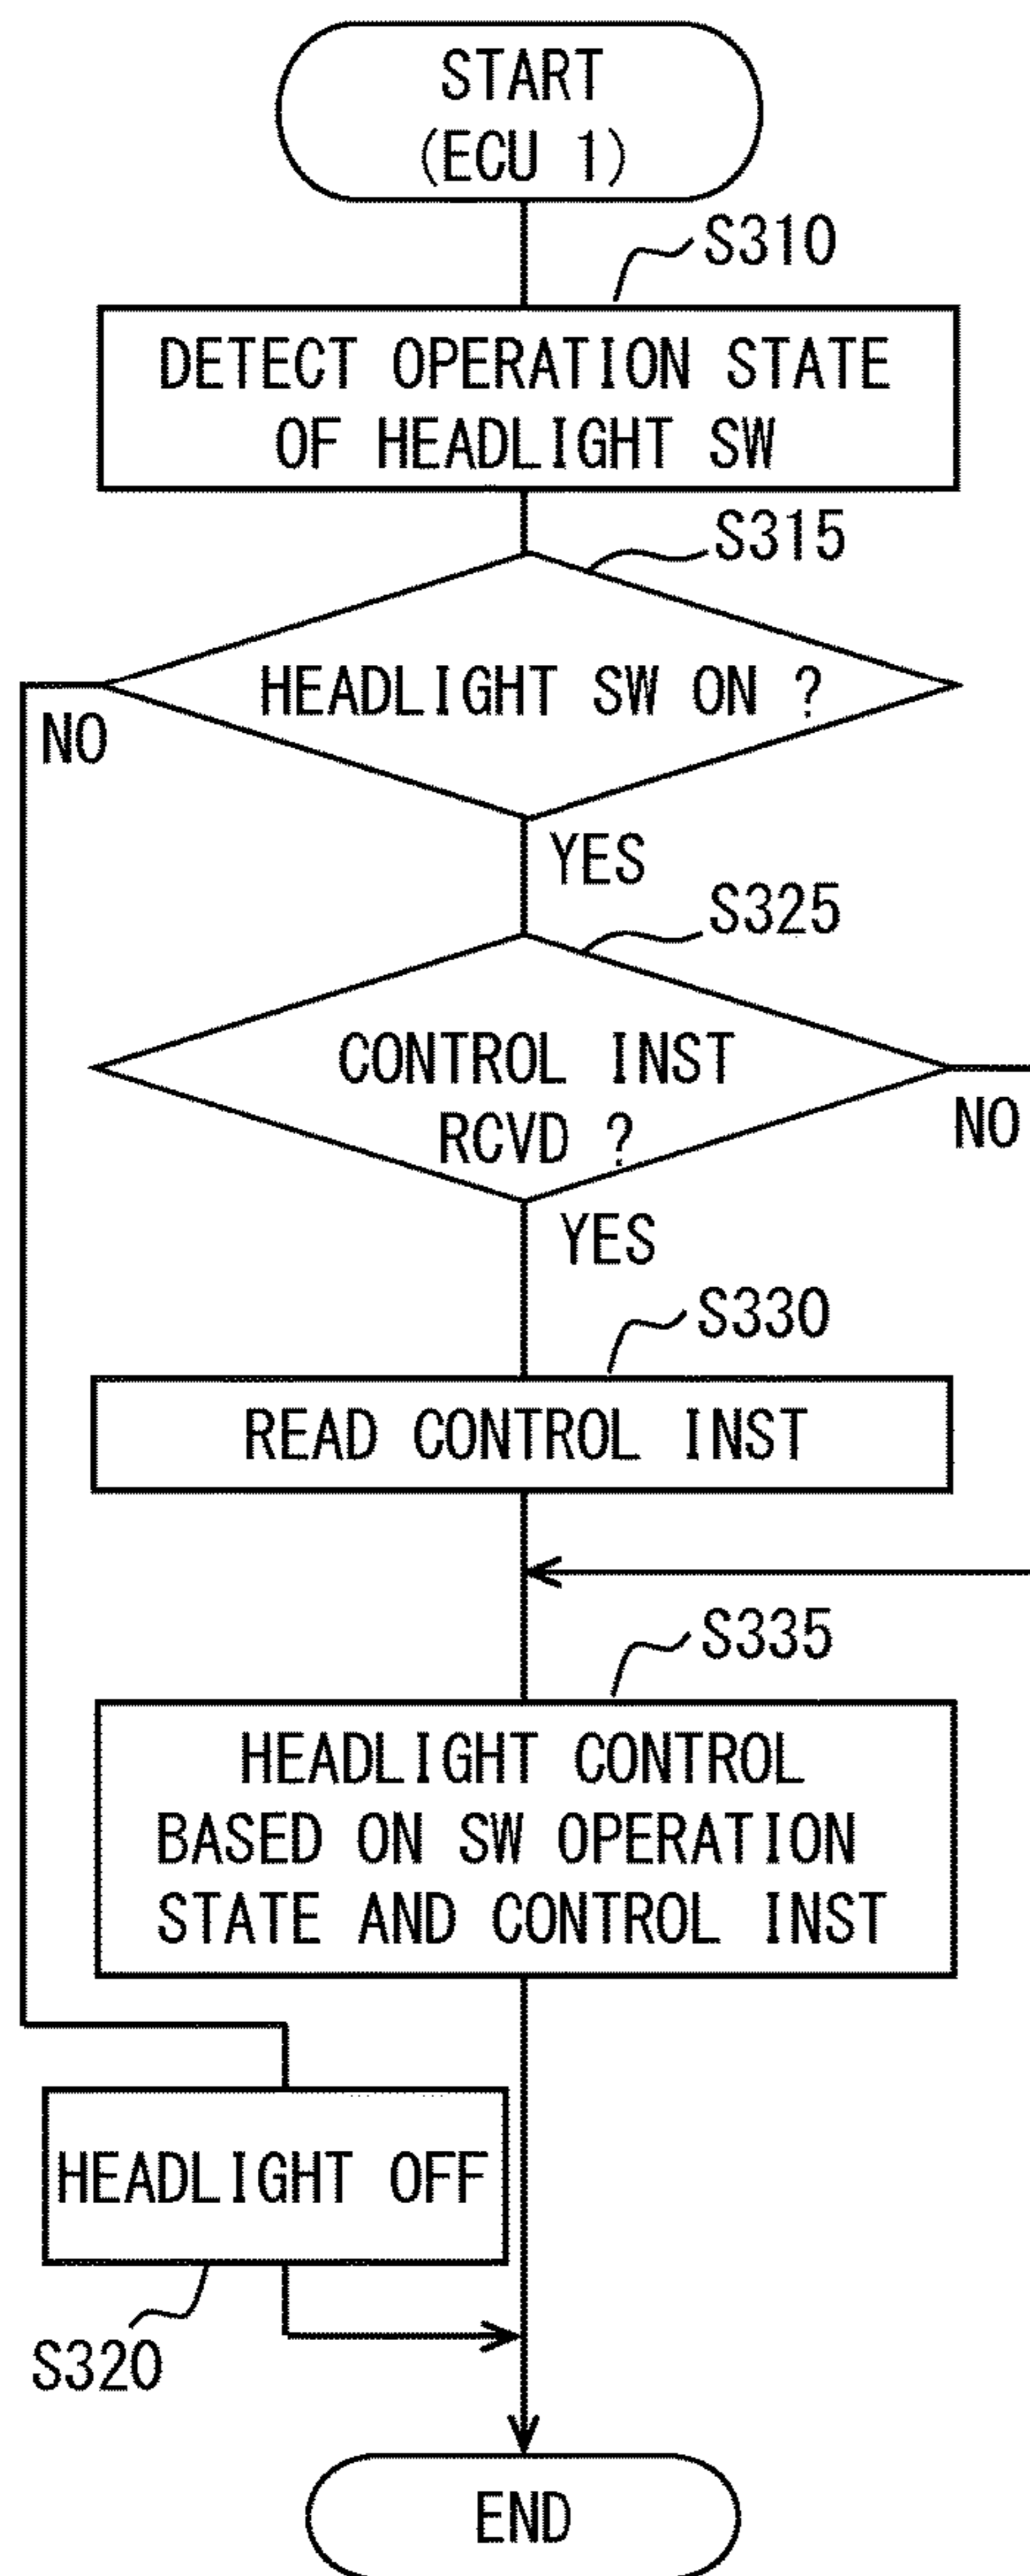 START
(ECU 1)
S310
DETECT OPERATION STATE
OF HEADLIGHT SW
S315
HEADLIGHT SW ON ?
NO
YES
S325
CONTROL INST
RCVD ?
NO
YES
S330
READ CONTROL INST
S335
HEADLIGHT CONTROL
BASED ON SW OPERATION
STATE AND CONTROL INST
HEADLIGHT OFF
S320
END